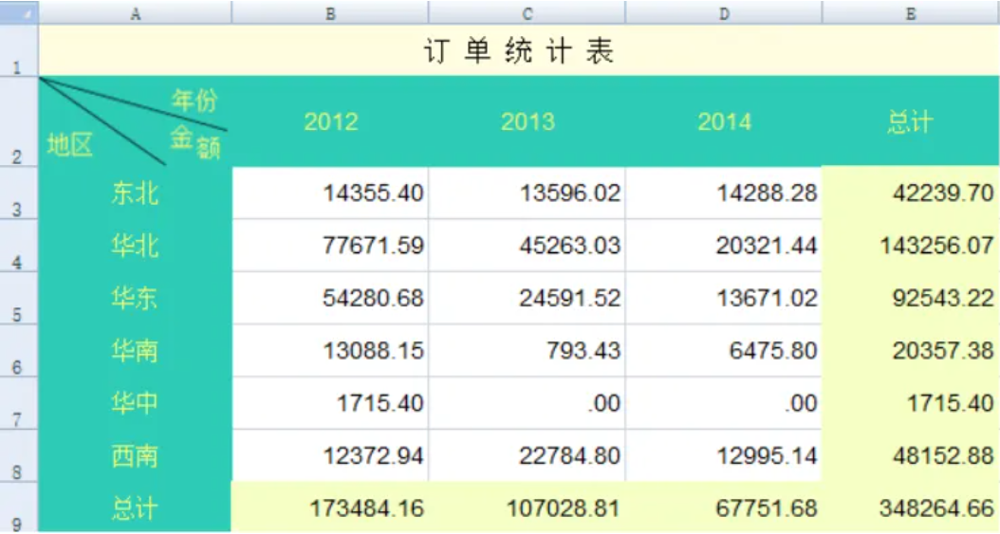 A B C D E
1 订单统计表
2 地区 金额 年份 2012 2013 2014 总计
3 东北 14355.40 13596.02 14288.28 42239.70
4 华北 77671.59 45263.03 20321.44 143256.07
5 华东 54280.68 24591.52 13671.02 92543.22
6 华南 13088.15 793.43 6475.80 20357.38
7 华中 1715.40 .00 .00 1715.40
8 西南 12372.94 22784.80 12995.14 48152.88
9 总计 173484.16 107028.81 67751.68 348264.66